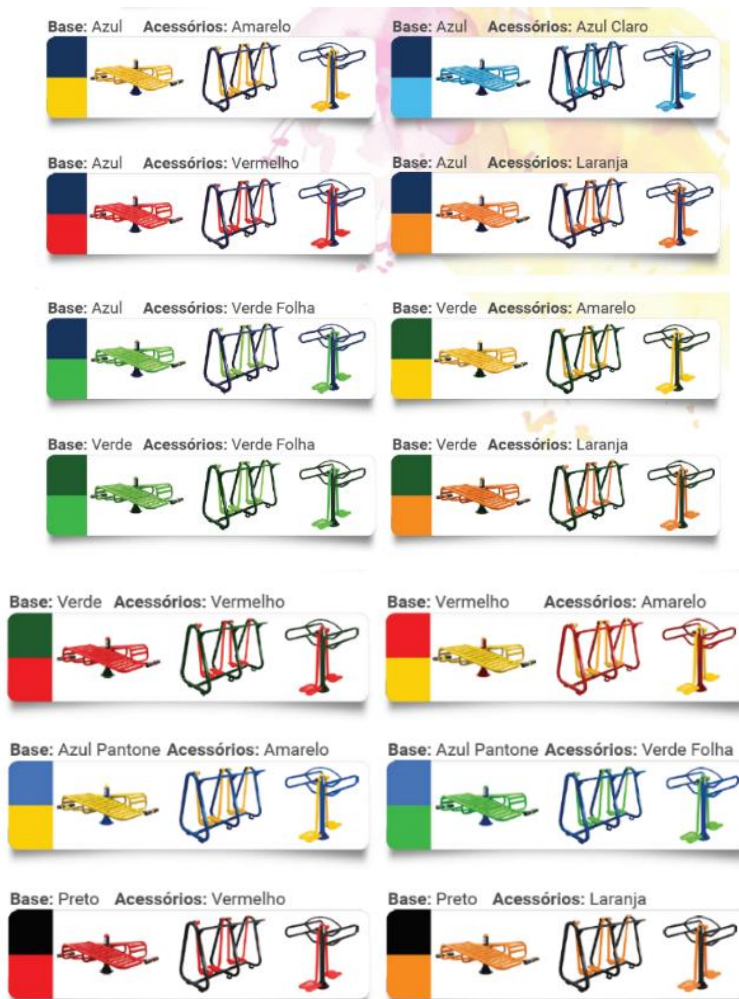 Base: Azul Acessórios: Amarelo
Base: Azul Acessórios: Azul Claro
Base: Azul Acessórios: Vermelho
Base: Azul Acessórios: Laranja
Base: Azul Acessórios: Verde Folha
Base: Verde Acessórios: Amarelo
Base: Verde Acessórios: Verde Folha
Base: Verde Acessórios: Laranja
Base: Verde Acessórios: Vermelho
Base: Vermelho Acessórios: Amarelo
Base: Azul Pantone Acessórios: Amarelo
Base: Azul Pantone Acessórios: Verde Folha
Base: Preto Acessórios: Vermelho
Base: Preto Acessórios: Laranja